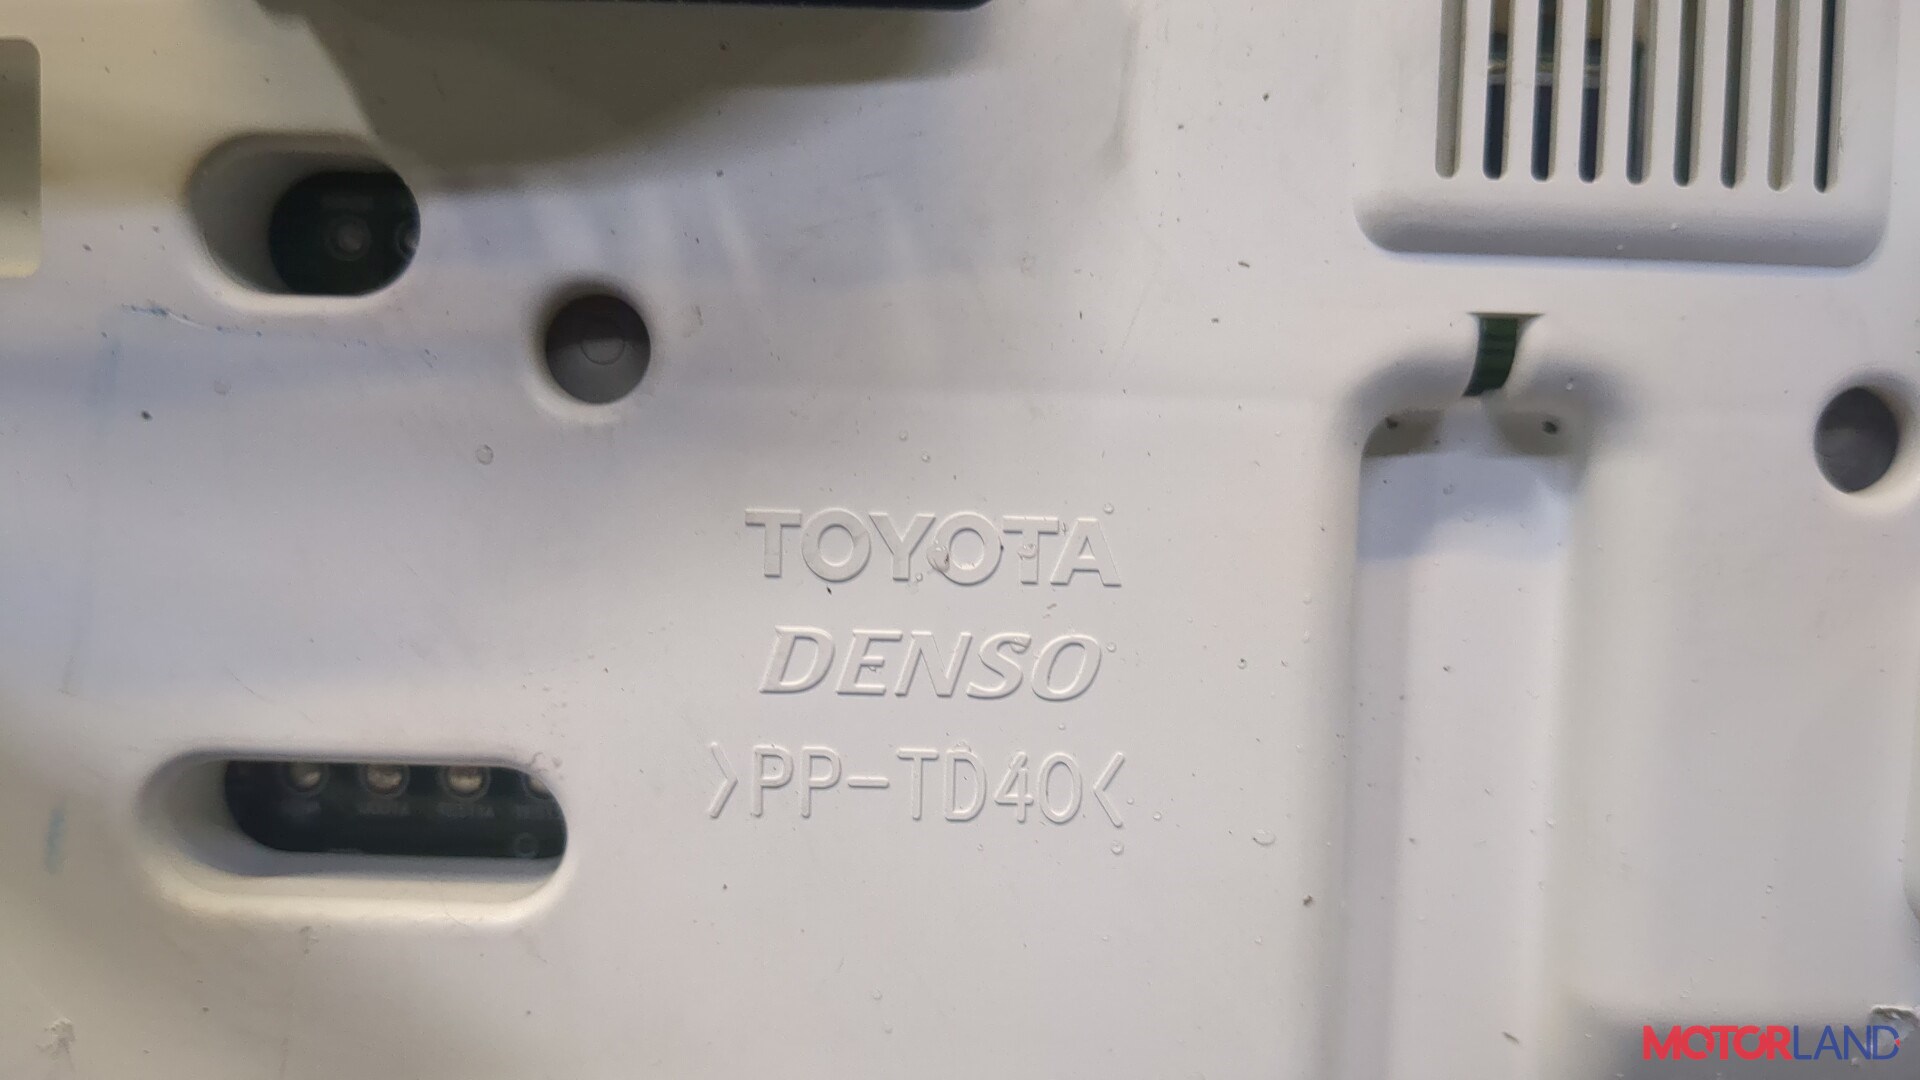 TOYOTA
DENSO
>PP-TD40<
MOTORLAND